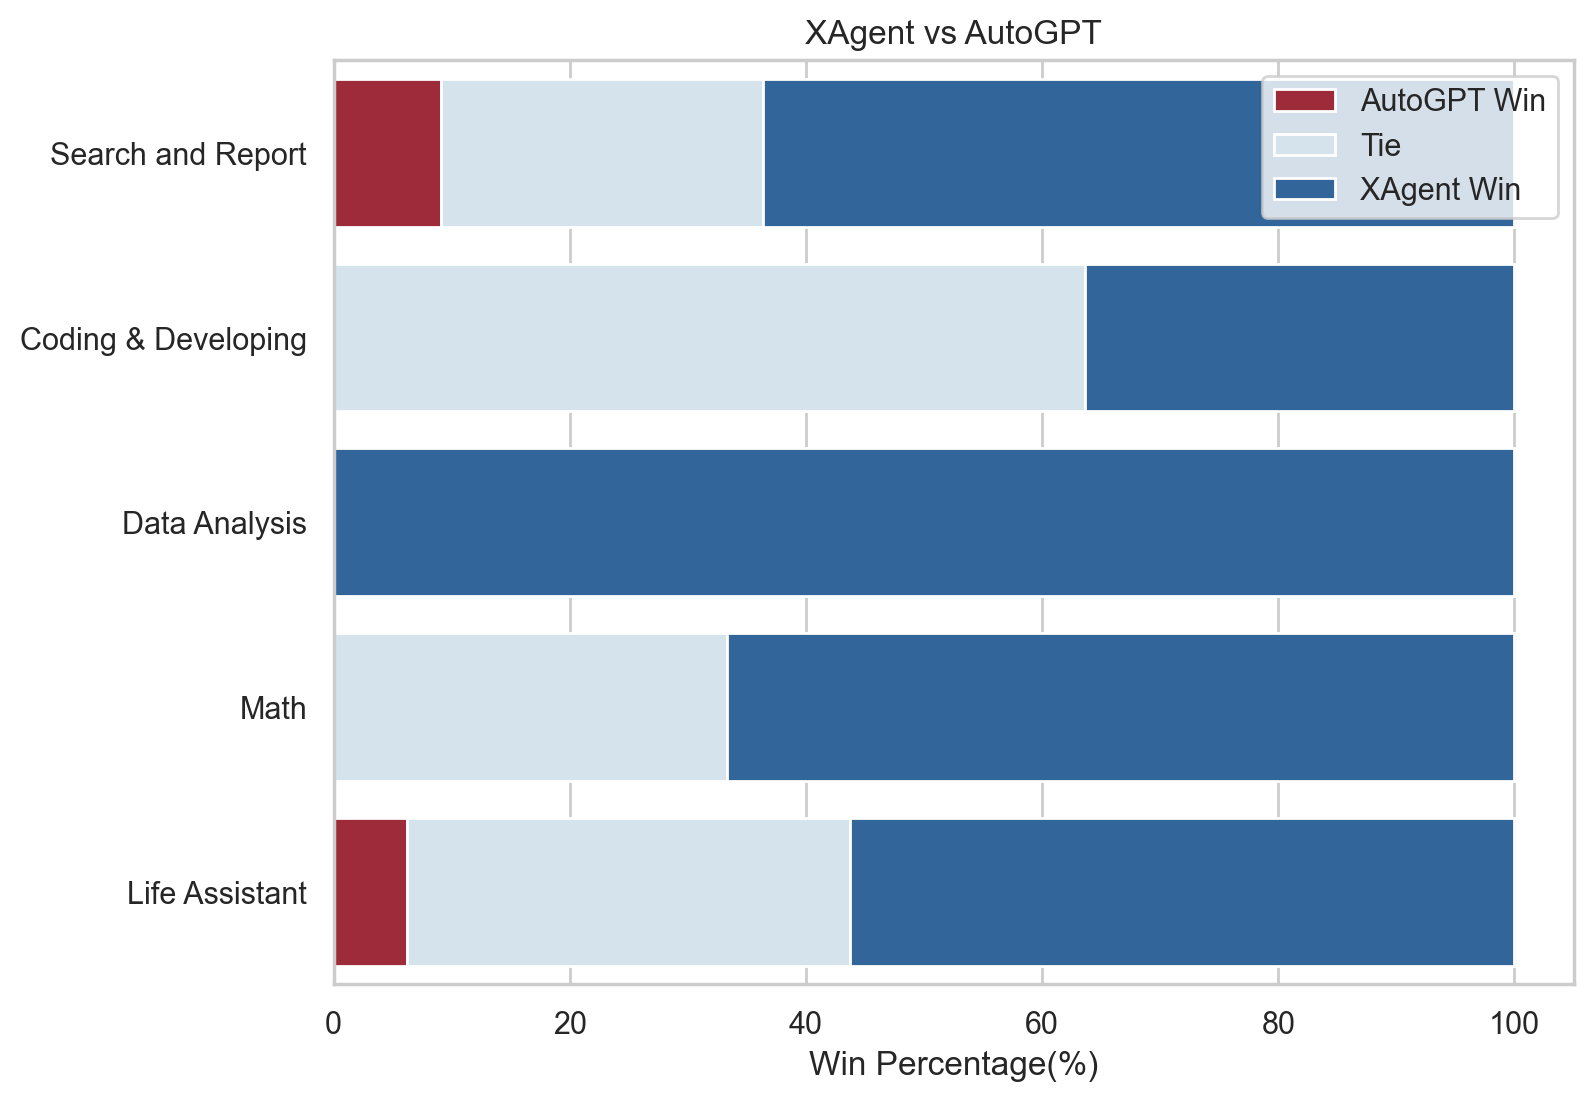 XAgent vs AutoGPT
AutoGPT Win
Tie
XAgent Win
Search and Report
Coding & Developing
Data Analysis
Math
Life Assistant
0 20 40 60 80 100
Win Percentage(%)